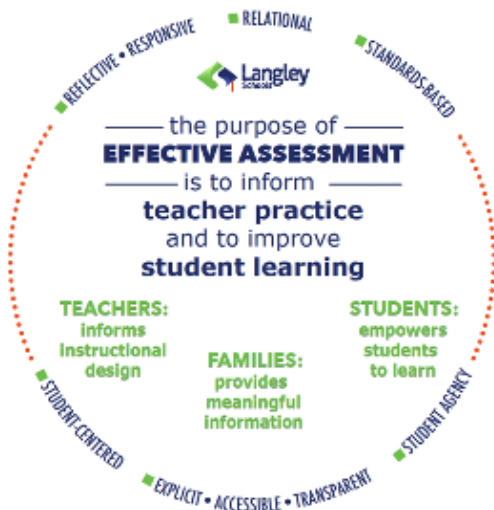 REFLECTIVE • RESPONSIVE
RELATIONAL
STANDARDS-BASED
Langley
Schools
the purpose of
EFFECTIVE ASSESSMENT
is to inform
teacher practice
and to improve
student learning
TEACHERS:
informs
instructional
design
FAMILIES:
provides
meaningful
information
STUDENTS:
empowers
students
to learn
STUDENT-CENTERED
EXPLICIT • ACCESSIBLE • TRANSPARENT
STUDENT AGENCY